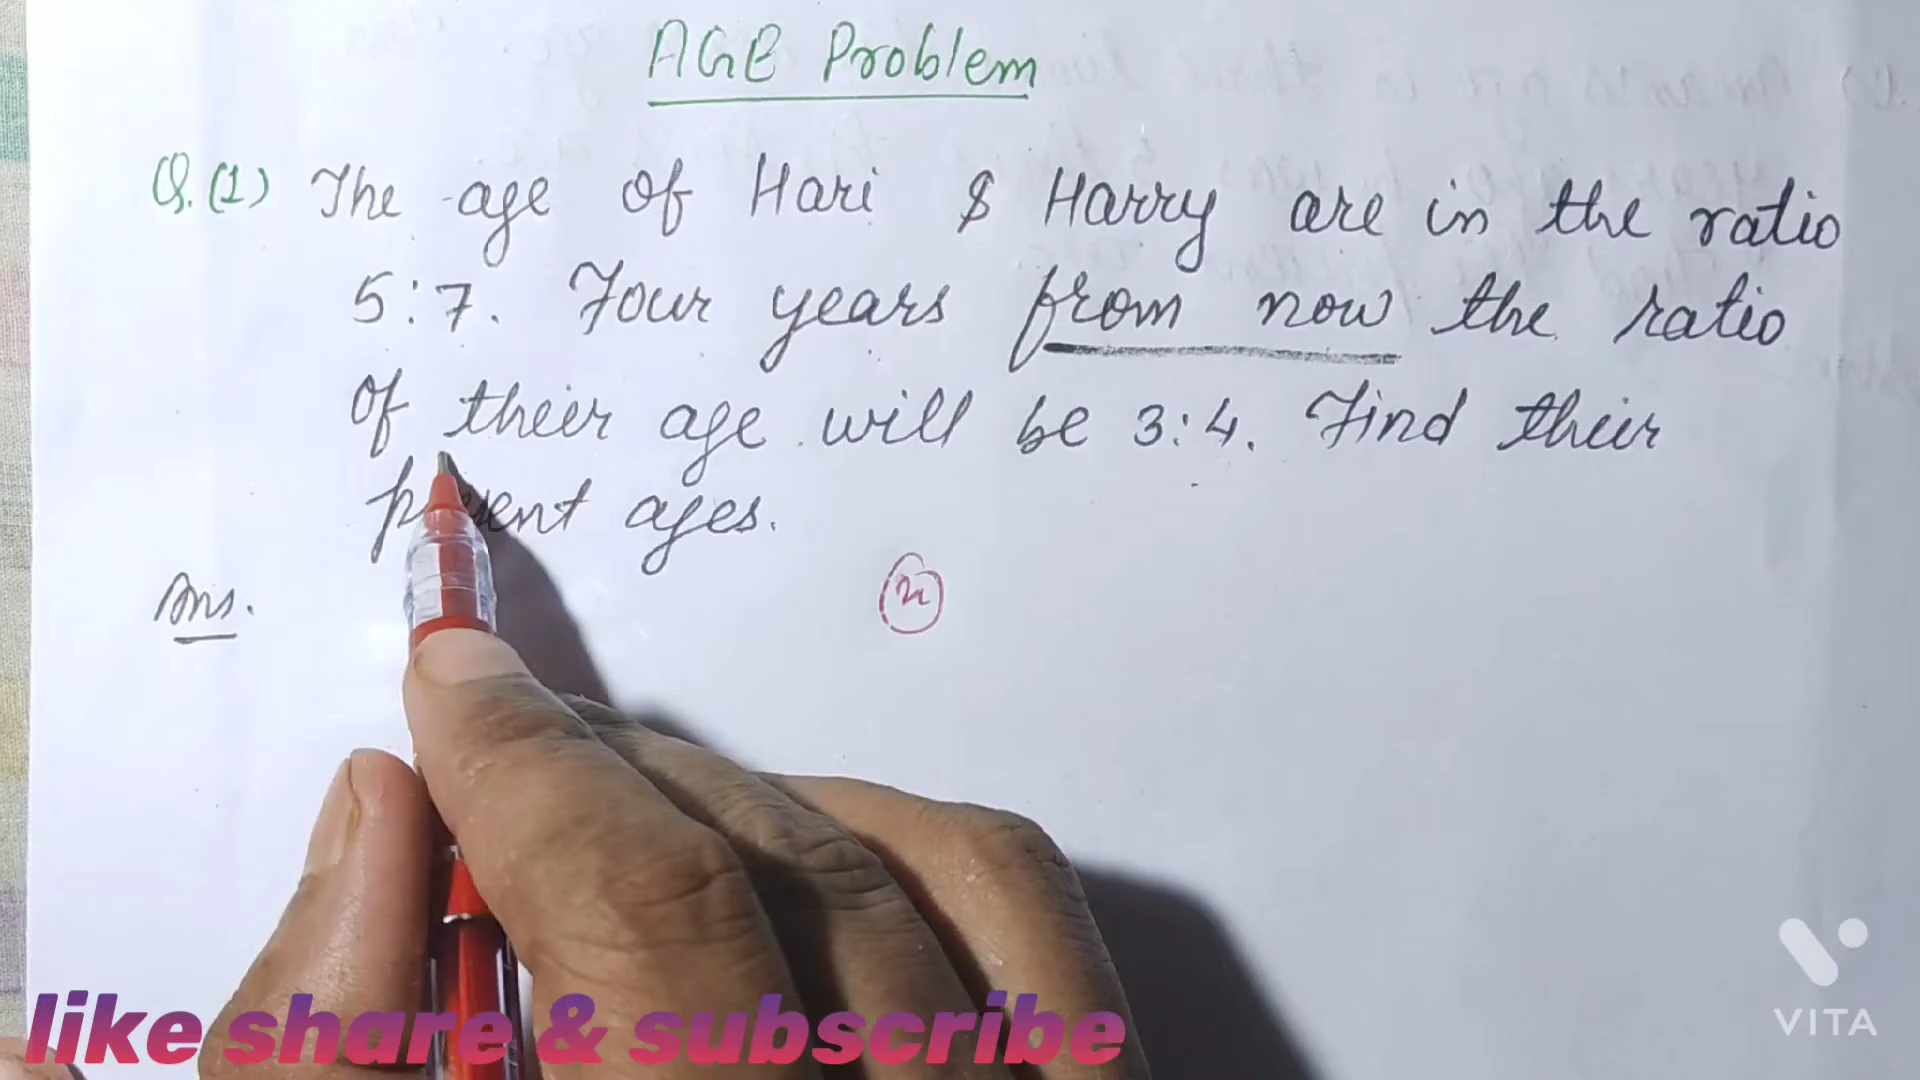 AGE Problem
Q.(1) The age of Hari & Harry are in the ratio
5:7. Four years from now the ratio
of theier age will be 3:4. Find their
ages.
Ans.
x
VITA
like share & subscribe